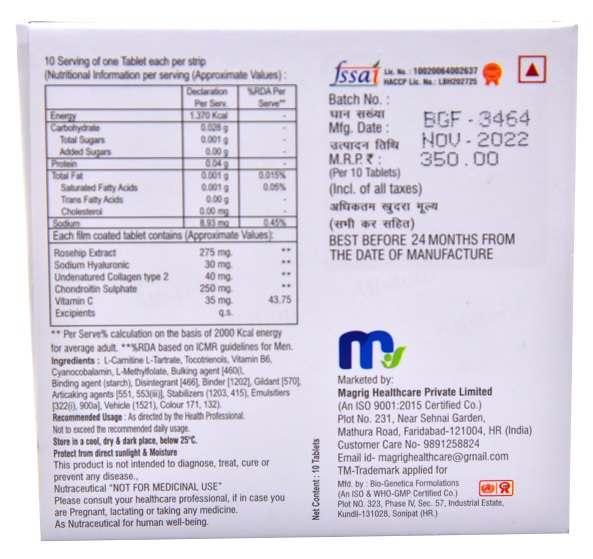 10 Serving of one Tablet each per strip
(Nutritional Information per serving (Approximate Values) :
Declaration Per Serv. %RDA Per Serve**
Energy 1.370 Kcal -
Carbohydrate 0.028 g -
Total Sugars 0.001 g -
Added Sugars 0.00 g -
Protein 0.04 g -
Total Fat 0.001 g 0.015%
Saturated Fatty Acids 0.001 g 0.05%
Trans Fatty Acids 0.00 g -
Cholesterol 0.00 mg -
Sodium 8.93 mg 0.45%
Each film coated tablet contains (Approximate Values):
Rosehip Extract 275 mg. **
Sodium Hyaluronic 30 mg. **
Undenatured Collagen type 2 40 mg. **
Chondroitin Sulphate 250 mg. **
Vitamin C 35 mg. 43.75
Excipients q.s.
** Per Serve% calculation on the basis of 2000 Kcal energy
for average adult. **%RDA based on ICMR guidelines for Men.
Ingredients : L-Carnitine L-Tartrate, Tocotrienols, Vitamin B6,
Cyanocobalamin, L-Methylfolate, Bulking agent [460(I,
Binding agent (starch), Disintegrant [466], Binder [1202], Glidant [570],
Articaking agents [551, 553(iii)], Stabilizers (1203, 415), Emulsitiers
[322(i), 900a], Vehicle (1521), Colour 171, 132).
Recommended Usage : As directed by the Health Professional.
Not to exceed the recommended daily usage.
Store in a cool, dry & dark place, below 25°C.
Protect from direct sunlight & Moisture
This product is not intended to diagnose, treat, cure or
prevent any disease.,
Nutraceutical "NOT FOR MEDICINAL USE"
Please consult your healthcare professional, if in case you
are Pregnant, lactating or taking any medicine.
As Nutraceutical for human well-being.
Net Content : 10 Tablets
fssai Lic. No. : 10020064002637
HACCP Lic. No. : LBH202725
Batch No. :
घान सख्या BGF - 3464
Mfg. Date :
उत्पादन तिथि NOV - 2022
M.R.P. ₹ : 350.00
(Per 10 Tablets)
(Incl. of all taxes)
अधिकतम खुदरा मूल्य
(सभी कर सहित)
BEST BEFORE 24 MONTHS FROM
THE DATE OF MANUFACTURE
m
Marketed by:
Magrig Healthcare Private Limited
(An ISO 9001:2015 Certified Co.)
Plot No. 231, Near Sehnai Garden,
Mathura Road, Faridabad-121004, HR (India)
Customer Care No- 9891258824
Email id- magrighealthcare@gmail.com
TM-Trademark applied for
Mfd. by : Bio-Genetica Formulations
(An ISO & WHO-GMP Certified Co.)
Plot NO. 323, Phase IV, Sec. 57, Industrial Estate,
Kundli-131028, Sonipat (HR.)